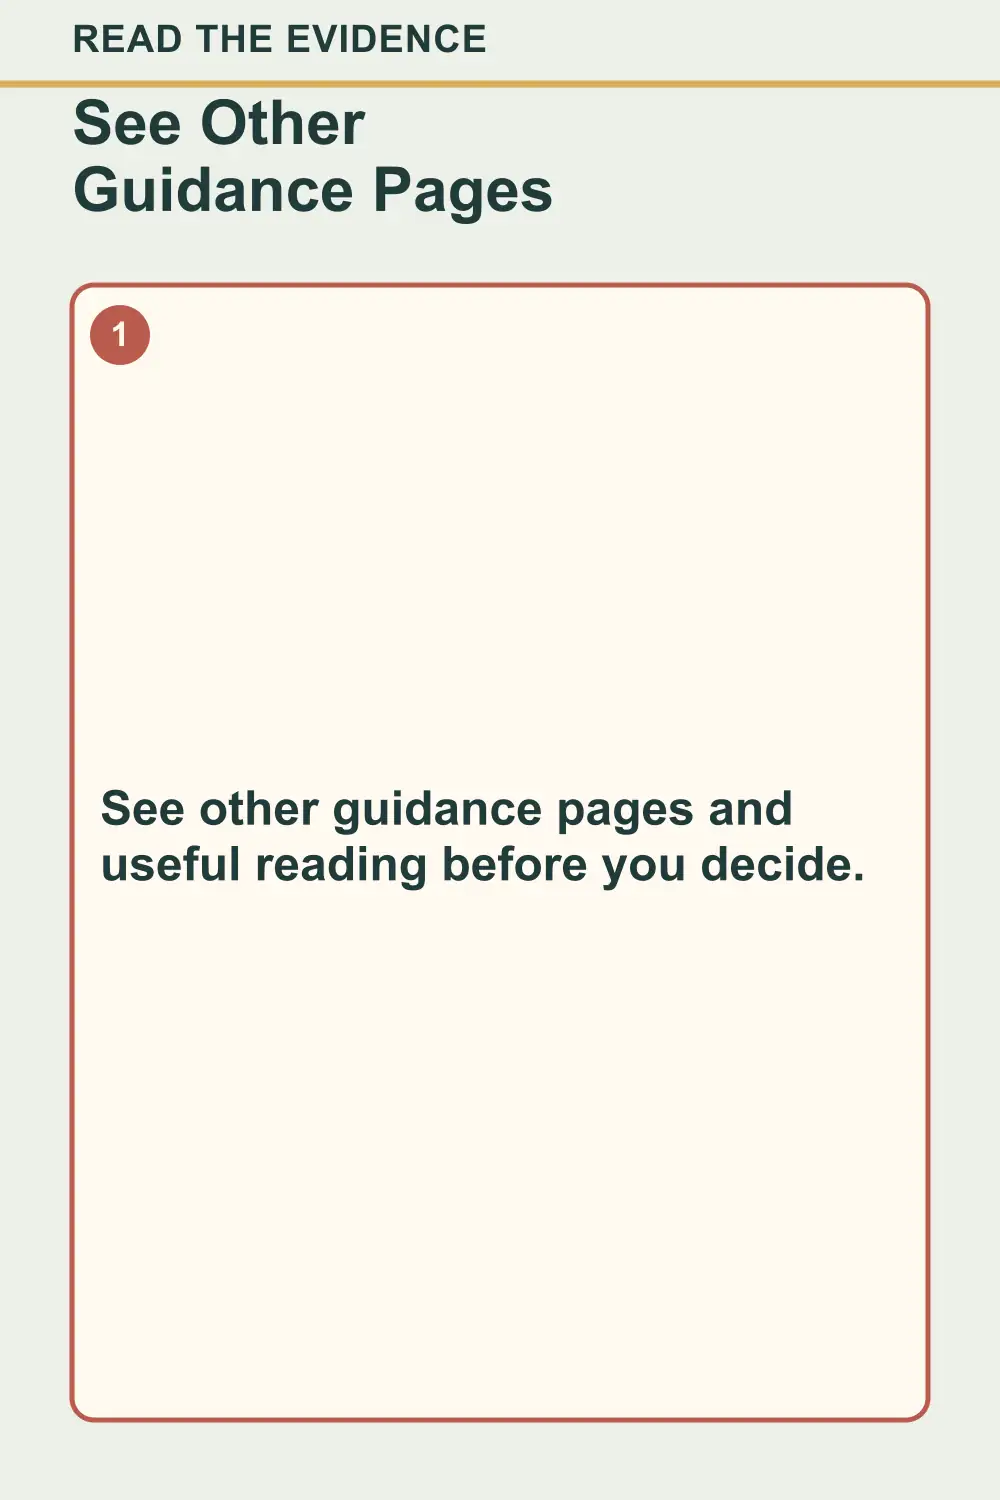 READ THE EVIDENCE
See Other
Guidance Pages
1
See other guidance pages and
useful reading before you decide.